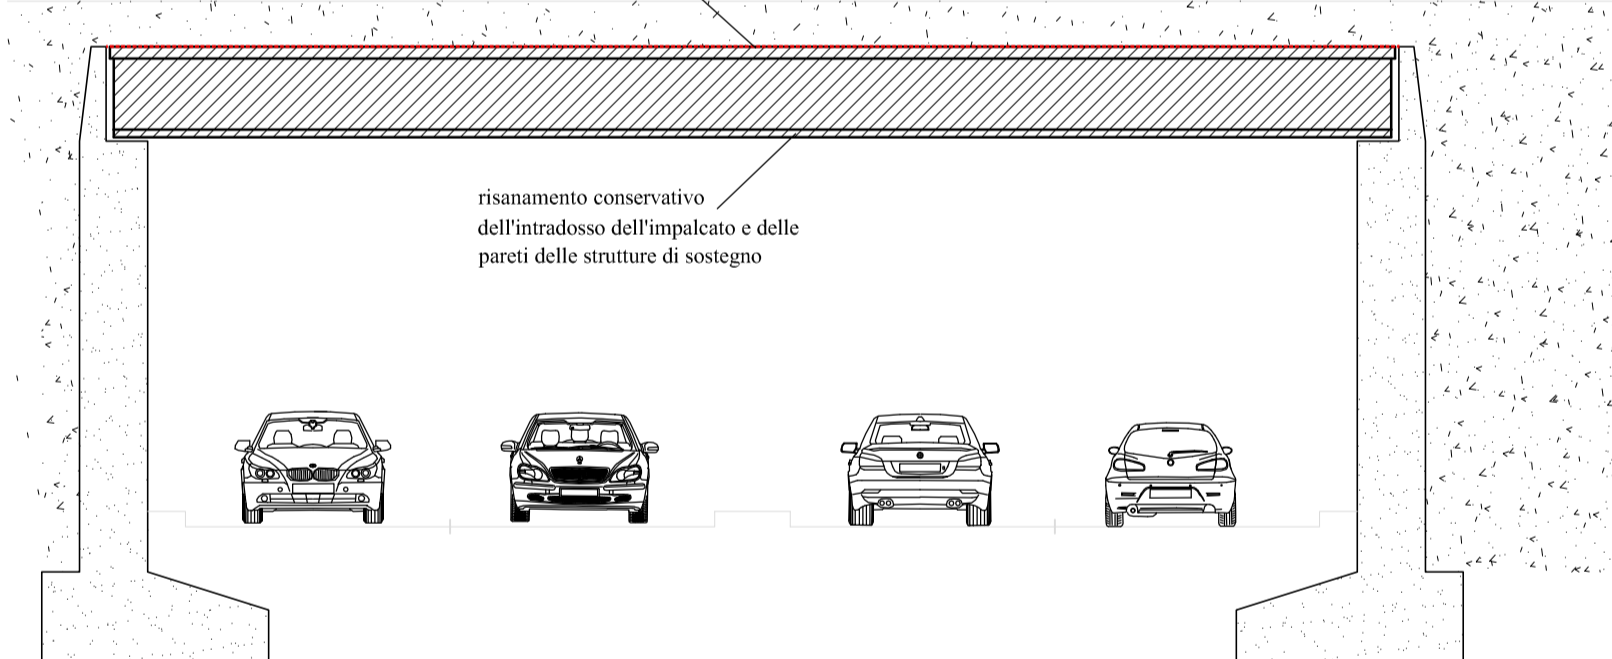 risanamento conservativo
dell'intradosso dell'impalcato e delle
pareti delle strutture di sostegno